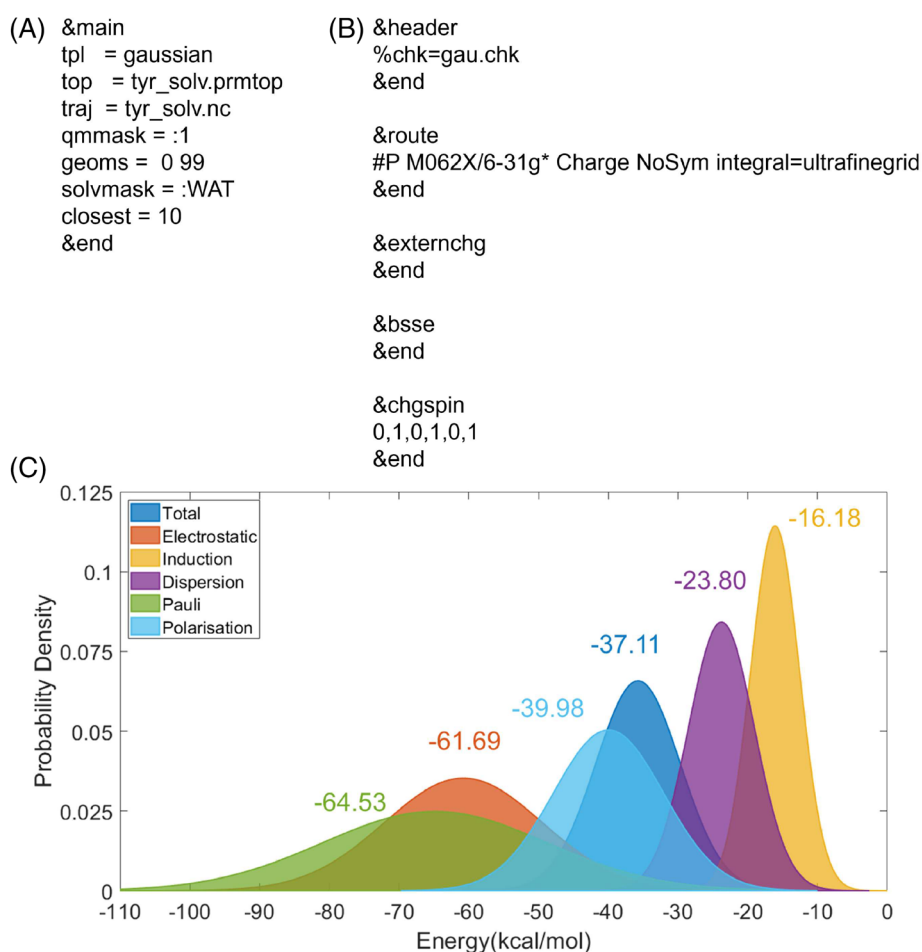 (A)
&main
tpl = gaussian
top = tyr_solv.prmtop
traj = tyr_solv.nc
qmmask = :1
geoms = 0 99
solvmask = :WAT
closest = 10
&end
(B)
&header
%chk=gau.chk
&end
&route
#P M062X/6-31g* Charge NoSym integral=ultrafinegrid
&end
&externchg
&end
&bsse
&end
&chgspin
0,1,0,1,0,1
&end
(C)
0.125
0.1
0.075
0.05
0.025
0
Probability Density
Total
Electrostatic
Induction
Dispersion
Pauli
Polarisation
-16.18
-23.80
-37.11
-39.98
-61.69
-64.53
-110
-100
-90
-80
-70
-60
-50
-40
-30
-20
-10
0
Energy(kcal/mol)